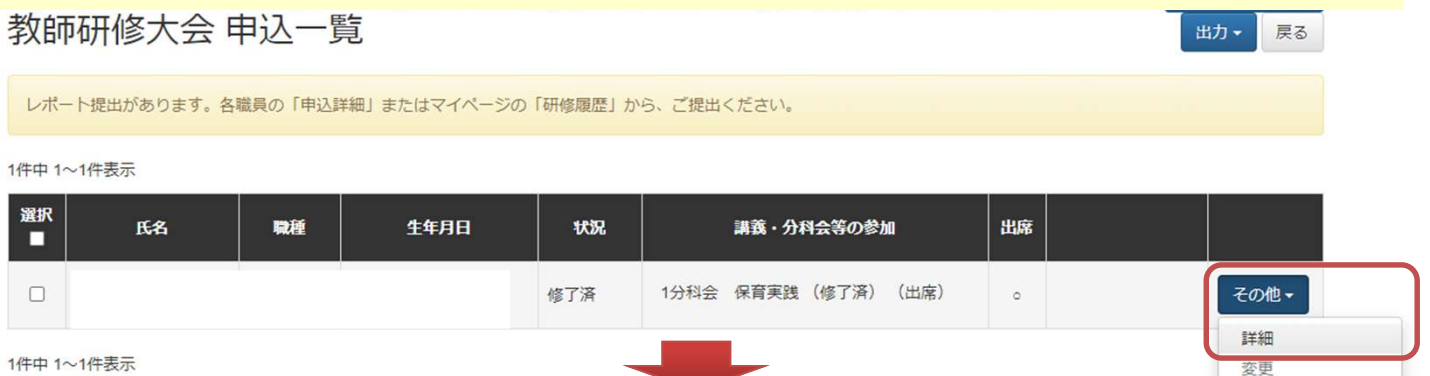 教師研修大会 申込一覧
出力
戻る
レポート提出があります。各職員の「申込詳細」またはマイページの「研修履歴」から、ご提出ください。
1件中 1～1件表示
選択 氏名 職種 生年月日 状況 講義・分科会等の参加 出席
修了済 1分科会 保育実践 （修了済） （出席） ○ その他
詳細
変更
1件中 1～1件表示